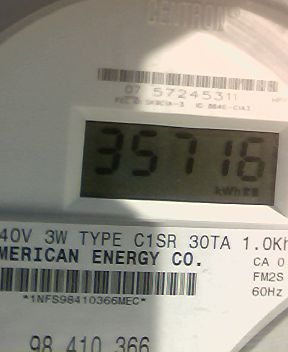 CENTRON
07 57245311
35716
kWh
40V 3W TYPE C1SR 30TA 1.0Kh
MERICAN ENERGY CO.
CA 0
FM2S
60Hz
*1NFS98410366MEC*
98 410 366